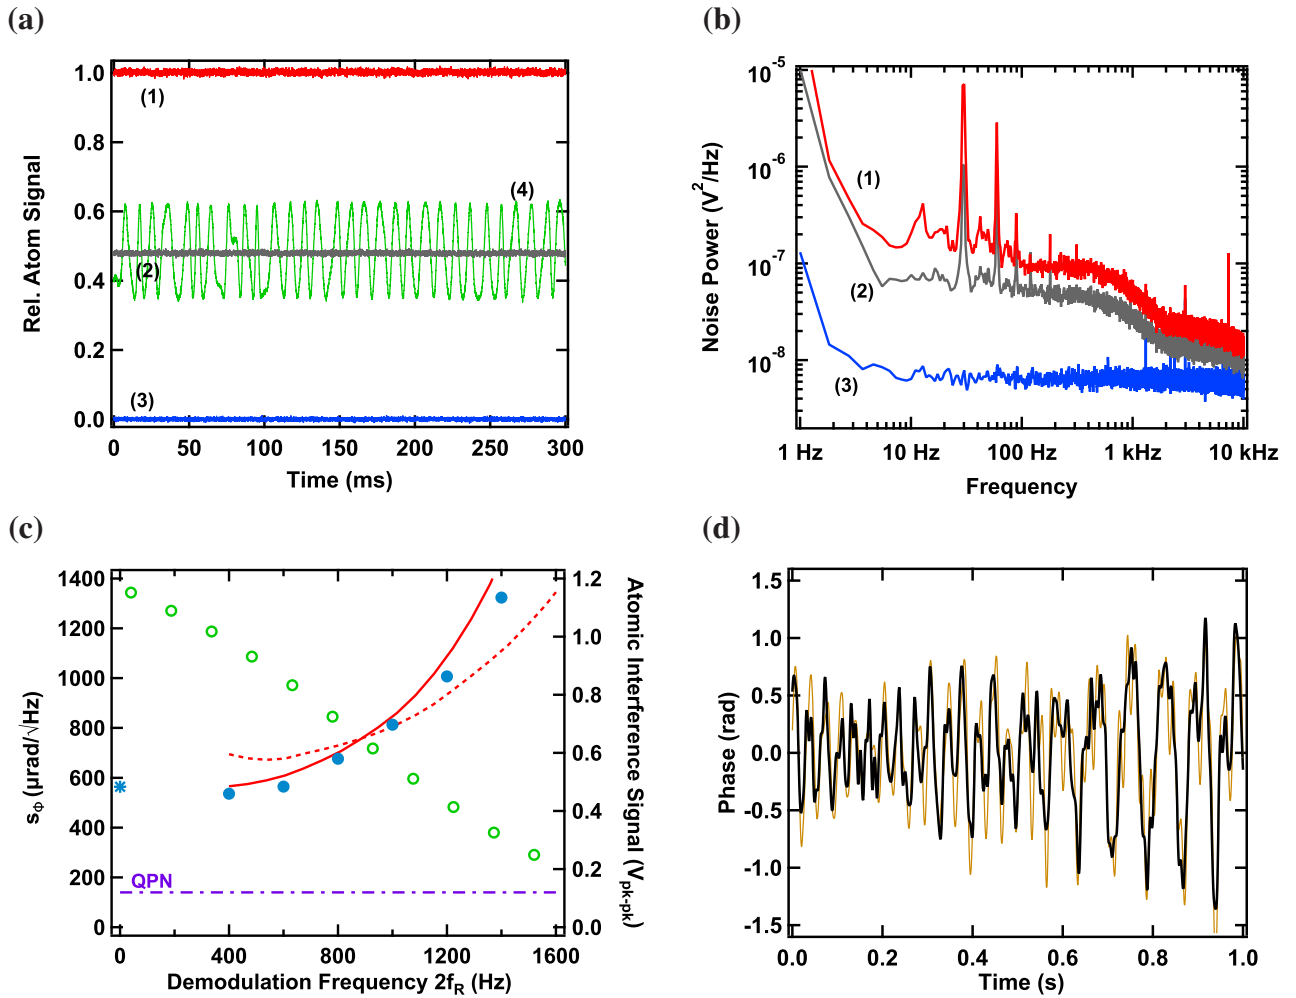 (a)
Rel. Atom Signal
1.0
0.8
0.6
0.4
0.2
0.0
(1)
(4)
(2)
(3)
0 50 100 150 200 250 300
Time (ms)
(b)
Noise Power (V²/Hz)
10⁻⁵
10⁻⁶
10⁻⁷
10⁻⁸
(1)
(2)
(3)
1 Hz 10 Hz 100 Hz 1 kHz 10 kHz
Frequency
(c)
s_Φ (μrad/√Hz)
1400
1200
1000
800
600
400
200
0
QPN
1.2
1.0
0.8
0.6
0.4
0.2
0.0
Atomic Interference Signal (V_pk-pk)
0 400 800 1200 1600
Demodulation Frequency 2f_R (Hz)
(d)
Phase (rad)
1.5
1.0
0.5
0.0
-0.5
-1.0
-1.5
0.0 0.2 0.4 0.6 0.8 1.0
Time (s)